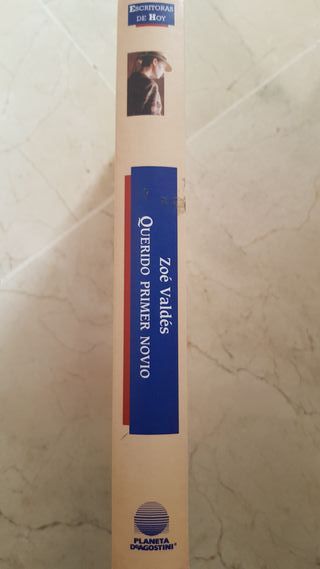 ESCRITORAS
DE HOY
Zoé Valdés
QUERIDO PRIMER NOVIO
PLANETA
DEAGOSTINI®